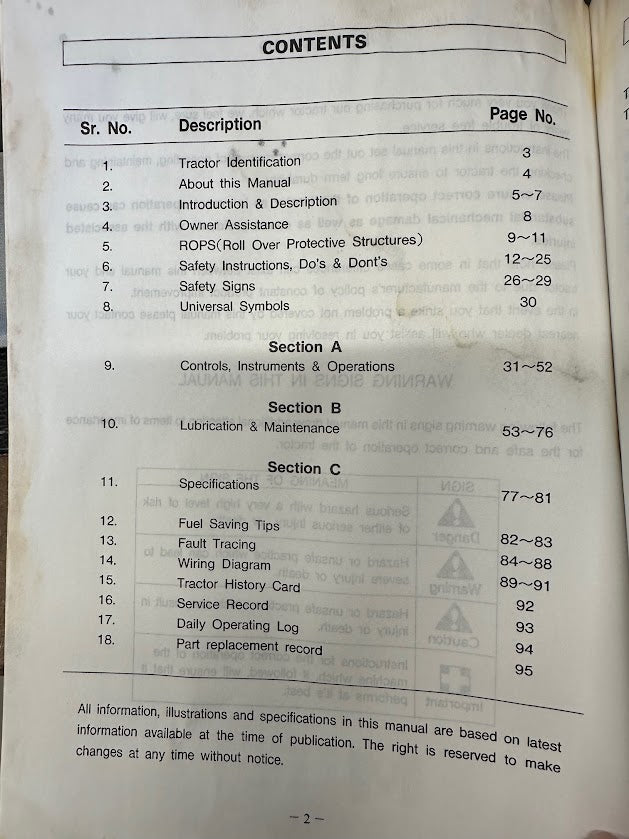 CONTENTS
Sr. No. Description Page No.
1. Tractor Identification 3
2. About this Manual 4
3. Introduction & Description 5~7
4. Owner Assistance 8
5. ROPS(Roll Over Protective Structures) 9~11
6. Safety Instructions, Do's & Dont's 12~25
7. Safety Signs 26~29
8. Universal Symbols 30
Section A
9. Controls, Instruments & Operations 31~52
Section B
10. Lubrication & Maintenance 53~76
Section C
11. Specifications 77~81
12. Fuel Saving Tips 82~83
13. Fault Tracing 84~88
14. Wiring Diagram 89~91
15. Tractor History Card 92
16. Service Record 93
17. Daily Operating Log 94
18. Part replacement record 95
All information, illustrations and specifications in this manual are based on latest
information available at the time of publication. The right is reserved to make
changes at any time without notice.
– 2 –